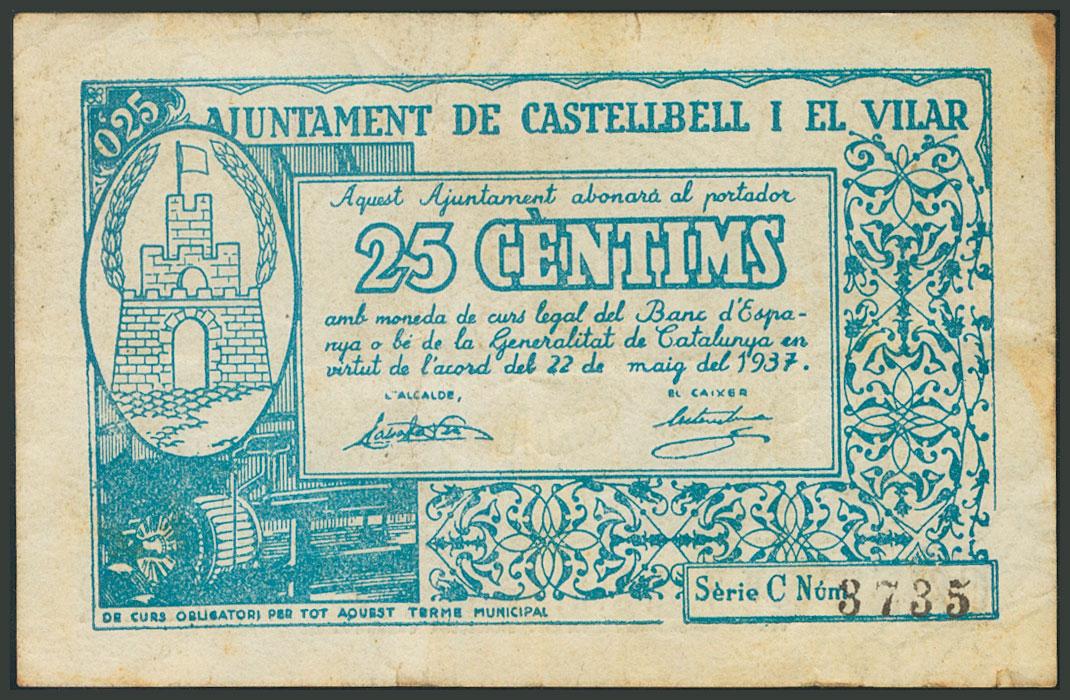 0'25
AJUNTAMENT DE CASTELLBELL I EL VILAR
Aquest Ajuntament abonará al portador
25 CÈNTIMS
amb moneda de curs legal del Banc d'Espa-
nya o bé de la Generalitat de Catalunya en
virtut de l'acord del 22 de maig del 1937.
L'ALCALDE,
EL CAIXER
DE CURS OBLIGATORI PER TOT AQUEST TERME MUNICIPAL
Sèrie C Núm. 3735